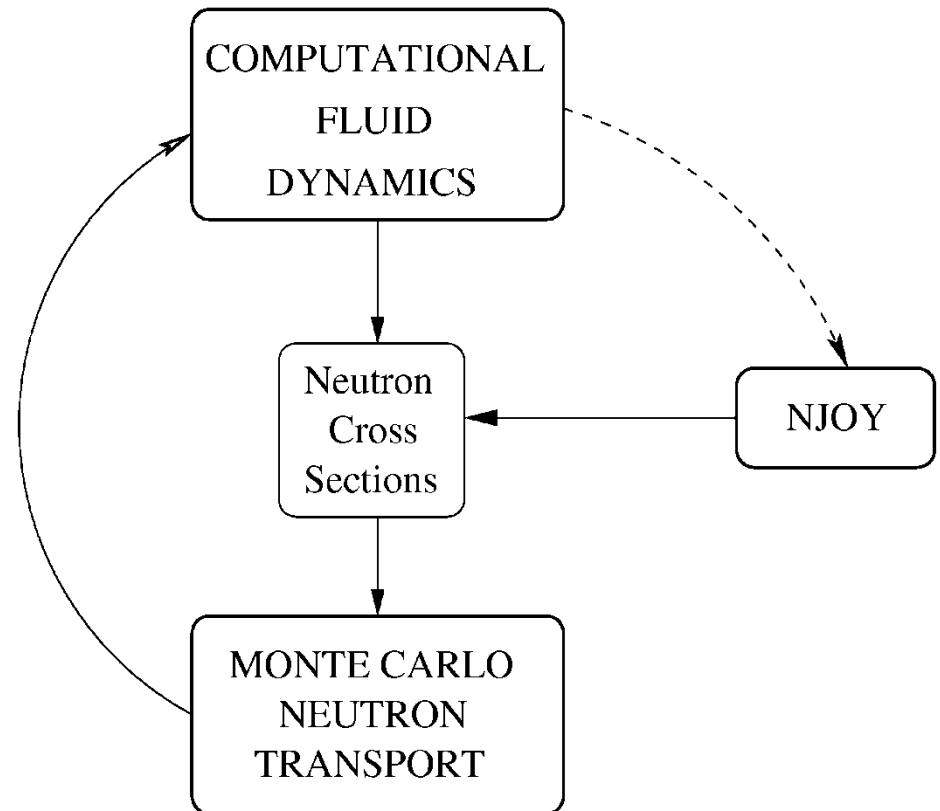 COMPUTATIONAL
FLUID
DYNAMICS
Neutron
Cross
Sections
NJOY
MONTE CARLO
NEUTRON
TRANSPORT